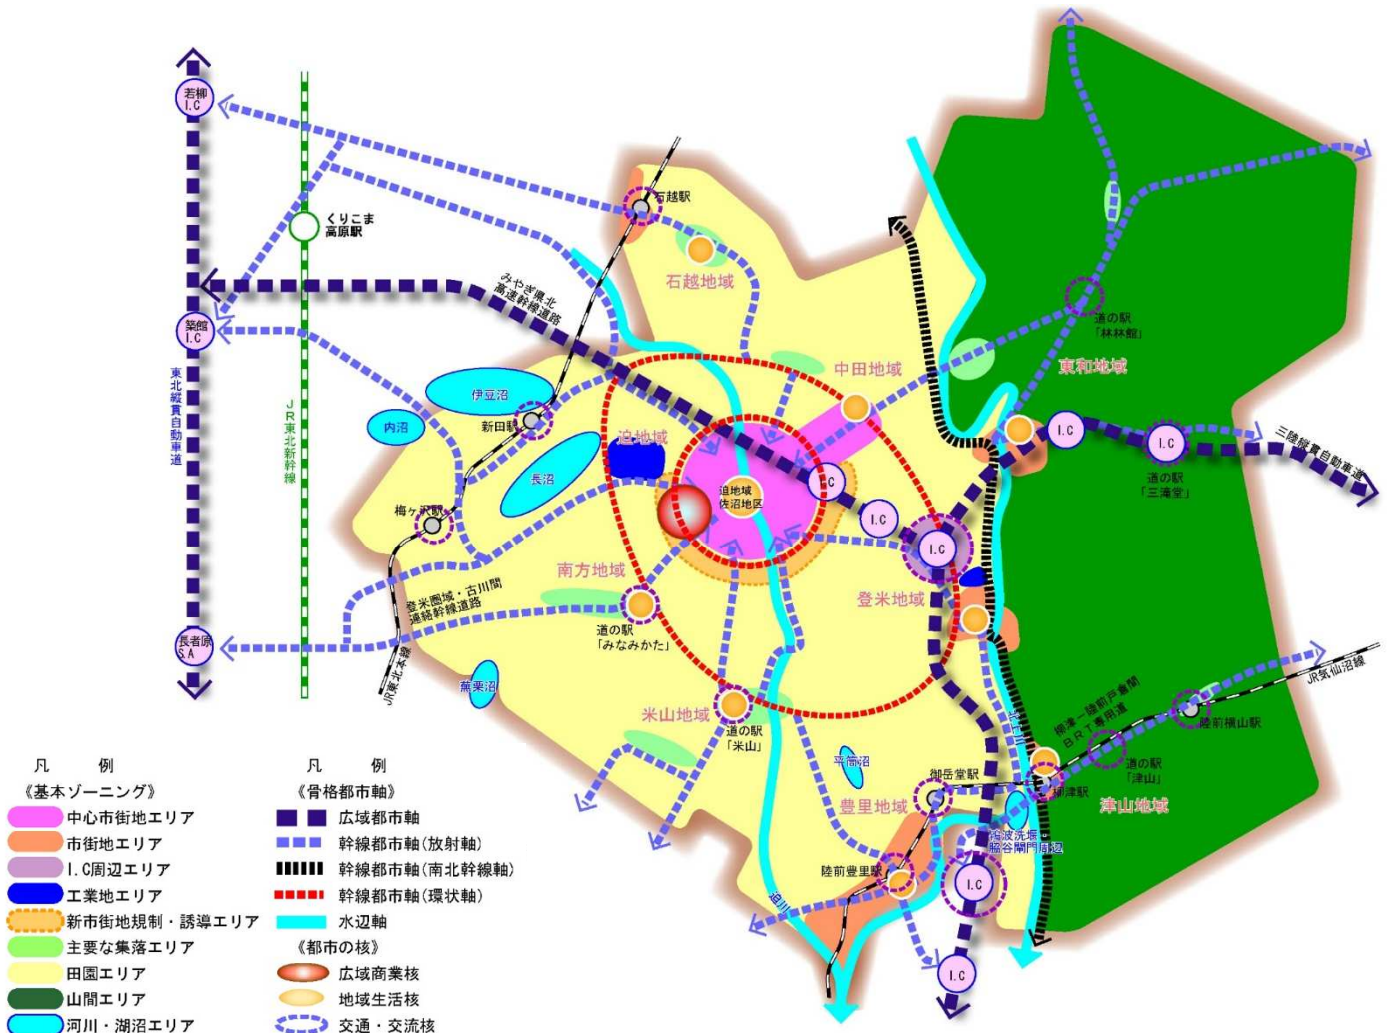 若柳
I.C
くりこま
高原駅
石越駅
石越地域
みやぎ県北
高速幹線道路
築館
I.C
東北縦貫自動車道
JR東北新幹線
道の駅
「林林館」
中田地域
東和地域
伊豆沼
内沼
新田駅
迫地域
長沼
I.C
I.C
道の駅
「三滝堂」
三陸縦貫自動車道
迫地域
佐沼地区
I.C
I.C
I.C
梅ヶ沢駅
南方地域
登米地域
登米圏域・古川間
連絡幹線道路
道の駅
「みなみかた」
長者原
S.A
JR東北本線
蕪栗沼
米山地域
道の駅
「米山」
北上川
柳津－陸前戸倉間
BRT専用道
JR気仙沼線
陸前横山駅
道の駅
「津山」
平筒沼
御岳堂駅
柳津駅
豊里地域
津山地域
鴇波洗堰・
脇谷閘門周辺
陸前豊里駅
I.C
迫川
I.C
凡　例
《基本ゾーニング》
中心市街地エリア
市街地エリア
I.C周辺エリア
工業地エリア
新市街地規制・誘導エリア
主要な集落エリア
田園エリア
山間エリア
河川・湖沼エリア
凡　例
《骨格都市軸》
広域都市軸
幹線都市軸(放射軸)
幹線都市軸(南北幹線軸)
幹線都市軸(環状軸)
水辺軸
《都市の核》
広域商業核
地域生活核
交通・交流核